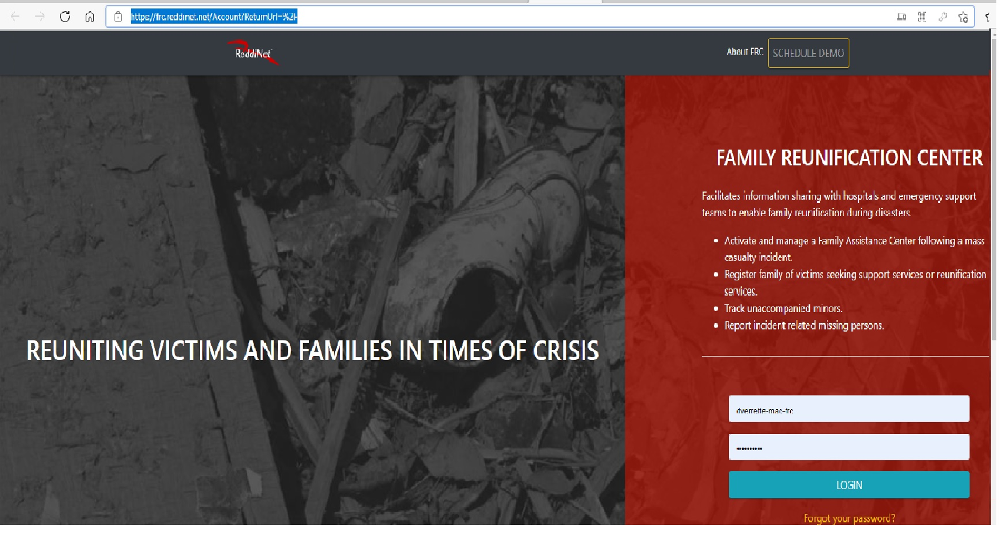 https://frc.reddinet.net/Account?ReturnUrl=%2F
ReddiNet
About FRC
SCHEDULE DEMO
FAMILY REUNIFICATION CENTER
Facilitates information sharing with hospitals and emergency support
teams to enable family reunification during disasters.
• Activate and manage a Family Assistance Center following a mass
casualty incident.
• Register family of victims seeking support services or reunification
services.
• Track unaccompanied minors.
• Report incident related missing persons.
REUNITING VICTIMS AND FAMILIES IN TIMES OF CRISIS
dverrette-mac-frc
••••••••••
LOGIN
Forgot your password?